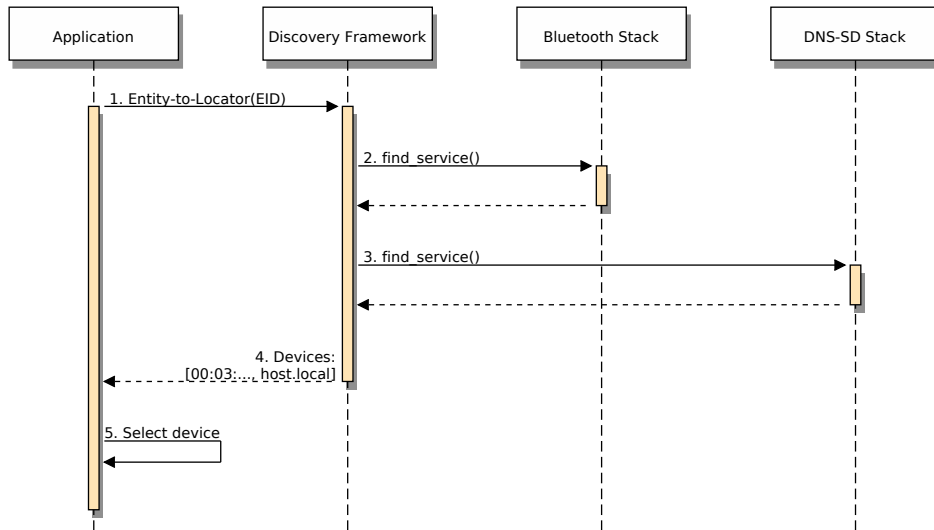 Application
Discovery Framework
Bluetooth Stack
DNS-SD Stack
1. Entity-to-Locator(EID)
2. find_service()
3. find_service()
4. Devices:
[00:03:..., host.local]
5. Select device